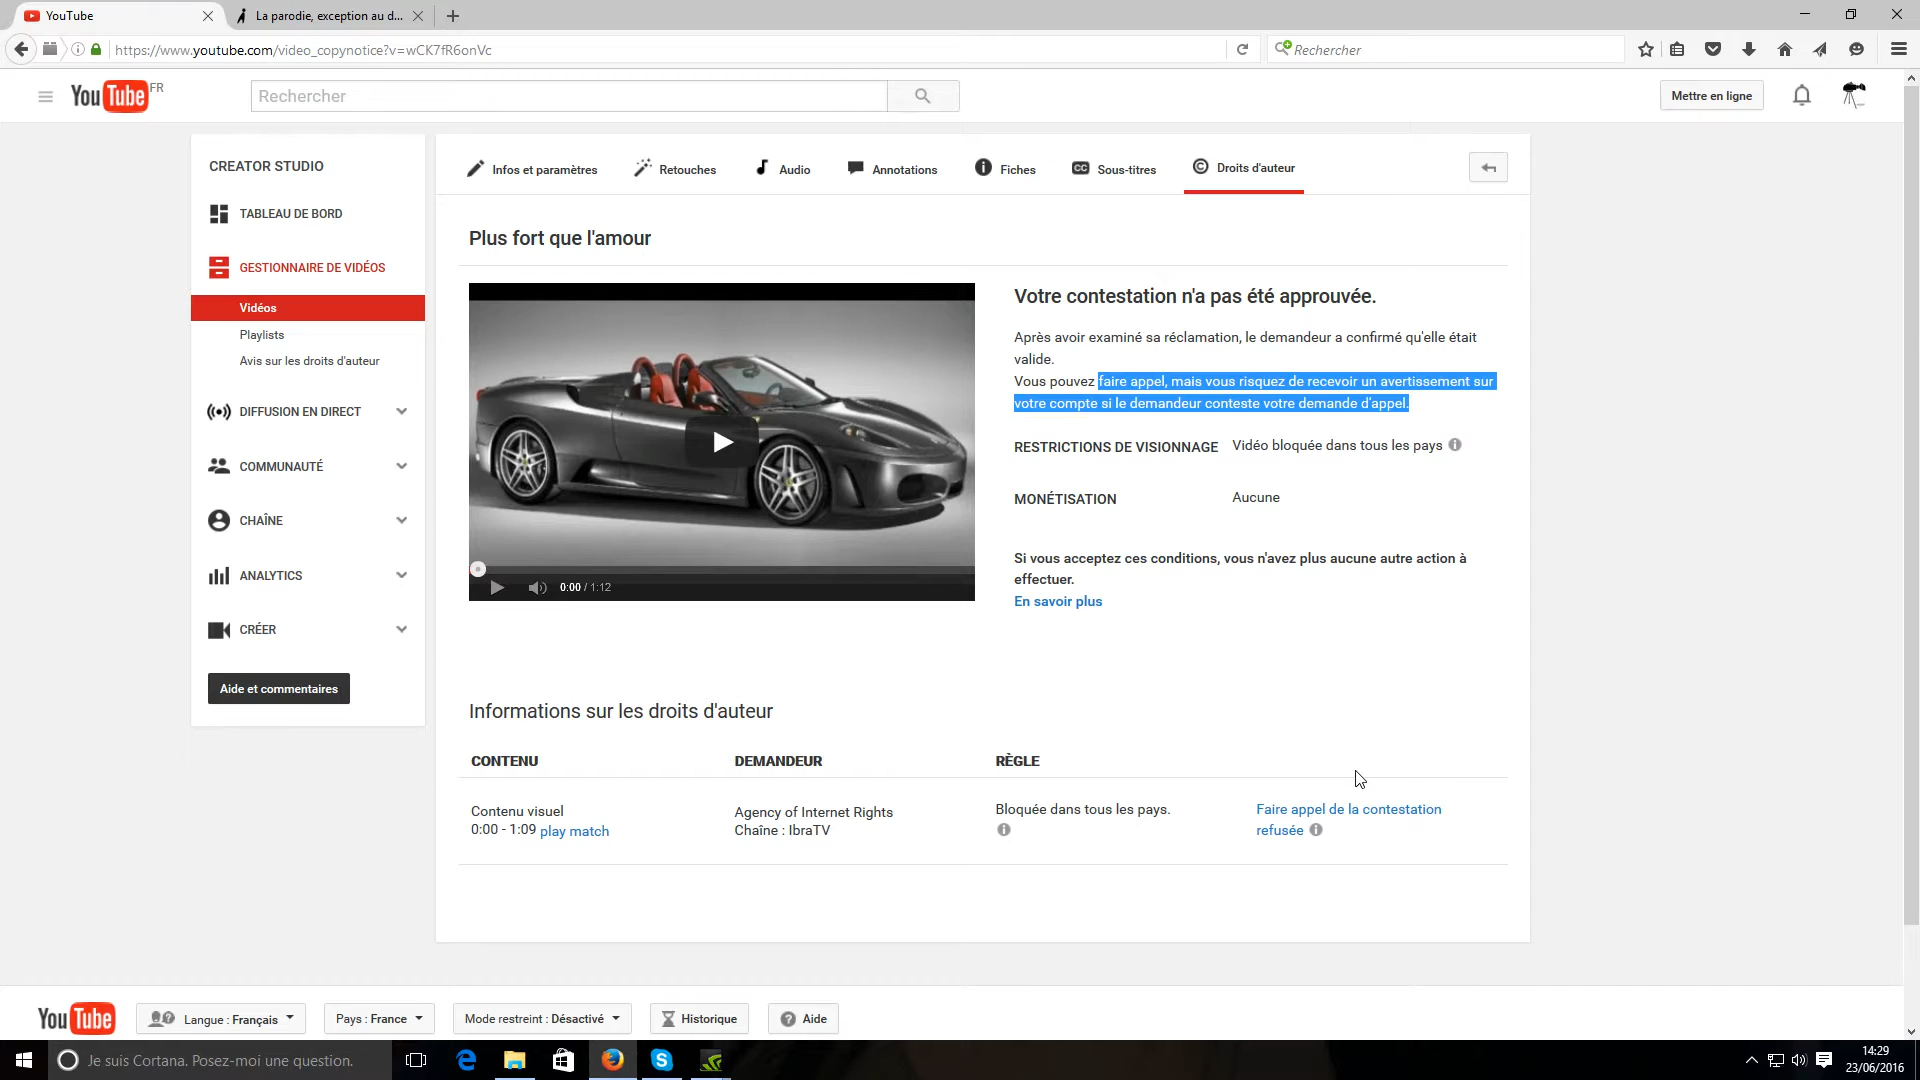 YouTube
La parodie, exception au d...
https://www.youtube.com/video_copynotice?v=wCK7fR6onVc
Rechercher
YouTube FR
Rechercher
Mettre en ligne
CREATOR STUDIO
TABLEAU DE BORD
GESTIONNAIRE DE VIDÉOS
Vidéos
Playlists
Avis sur les droits d'auteur
DIFFUSION EN DIRECT
COMMUNAUTÉ
CHAÎNE
ANALYTICS
CRÉER
Aide et commentaires
Infos et paramètres
Retouches
Audio
Annotations
Fiches
CC Sous-titres
Droits d'auteur
Plus fort que l'amour
0:00 / 1:12
Votre contestation n'a pas été approuvée.
Après avoir examiné sa réclamation, le demandeur a confirmé qu'elle était
valide.
Vous pouvez faire appel, mais vous risquez de recevoir un avertissement sur
votre compte si le demandeur conteste votre demande d'appel.
RESTRICTIONS DE VISIONNAGE Vidéo bloquée dans tous les pays
MONÉTISATION Aucune
Si vous acceptez ces conditions, vous n'avez plus aucune autre action à
effectuer.
En savoir plus
Informations sur les droits d'auteur
CONTENU DEMANDEUR RÈGLE
Contenu visuel
0:00 - 1:09 play match
Agency of Internet Rights
Chaîne : IbraTV
Bloquée dans tous les pays.
Faire appel de la contestation
refusée
YouTube
Langue : Français
Pays : France
Mode restreint : Désactivé
Historique
Aide
Je suis Cortana. Posez-moi une question.
14:29
23/06/2016